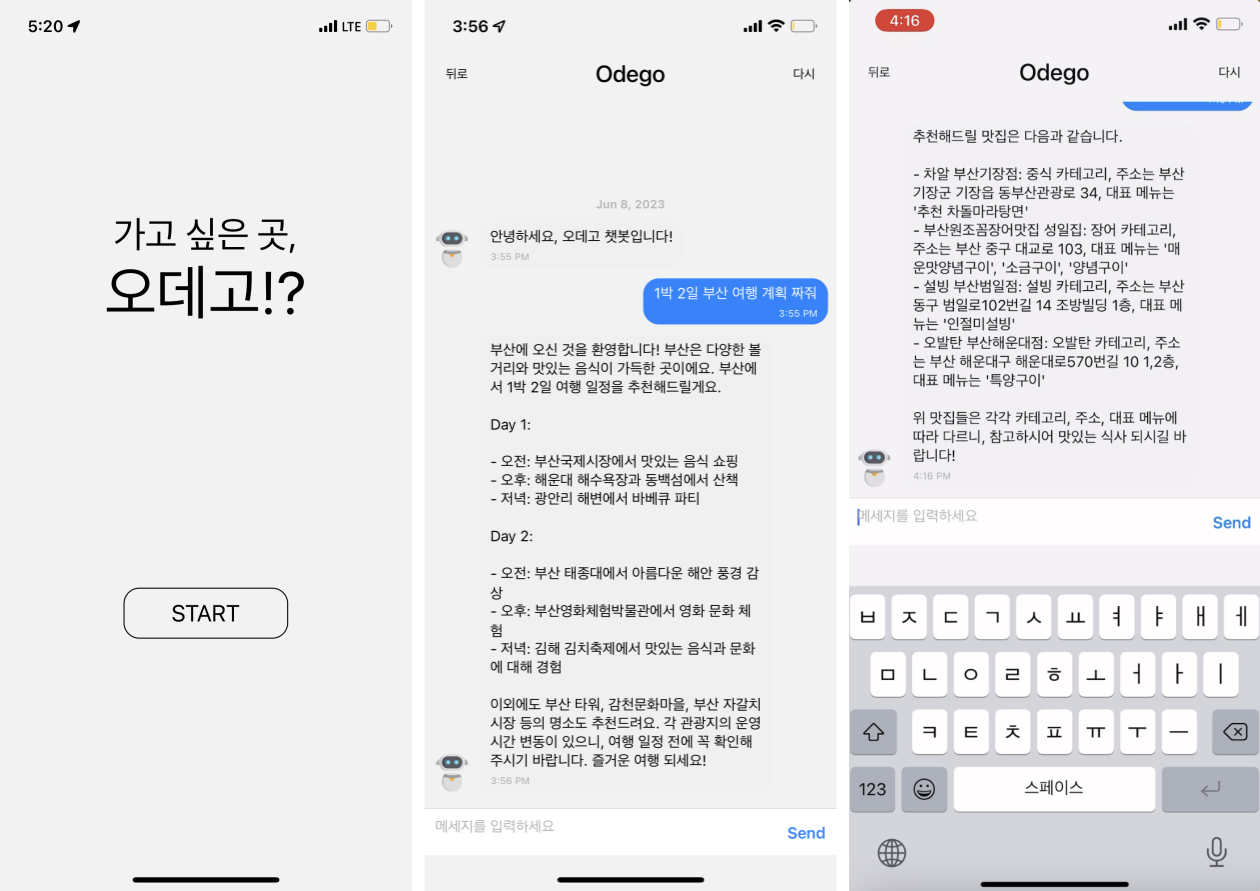 5:20
LTE
가고 싶은 곳,
오데고!?
START
3:56
뒤로
Odego
다시
Jun 8, 2023
안녕하세요, 오데고 챗봇입니다!
3:55 PM
1박 2일 부산 여행 계획 짜줘
3:55 PM
부산에 오신 것을 환영합니다! 부산은 다양한 볼
거리와 맛있는 음식이 가득한 곳이에요. 부산에
서 1박 2일 여행 일정을 추천해드릴게요.
Day 1:
- 오전: 부산국제시장에서 맛있는 음식 쇼핑
- 오후: 해운대 해수욕장과 동백섬에서 산책
- 저녁: 광안리 해변에서 바베큐 파티
Day 2:
- 오전: 부산 태종대에서 아름다운 해안 풍경 감
상
- 오후: 부산영화체험박물관에서 영화 문화 체
험
- 저녁: 김해 김치축제에서 맛있는 음식과 문화
에 대해 경험
이외에도 부산 타워, 감천문화마을, 부산 자갈치
시장 등의 명소도 추천드려요. 각 관광지의 운영
시간 변동이 있으니, 여행 일정 전에 꼭 확인해
주시기 바랍니다. 즐거운 여행 되세요!
3:56 PM
메세지를 입력하세요
Send
4:16
뒤로
Odego
다시
추천해드릴 맛집은 다음과 같습니다.
- 차알 부산기장점: 중식 카테고리, 주소는 부산
기장군 기장읍 동부산관광로 34, 대표 메뉴는
'추천 차돌마라탕면'
- 부산원조꼼장어맛집 성일집: 장어 카테고리,
주소는 부산 중구 대교로 103, 대표 메뉴는 '매
운맛양념구이', '소금구이', '양념구이'
- 설빙 부산범일점: 설빙 카테고리, 주소는 부산
동구 범일로102번길 14 조방빌딩 1층, 대표 메
뉴는 '인절미설빙'
- 오발탄 부산해운대점: 오발탄 카테고리, 주소
는 부산 해운대구 해운대로570번길 10 1,2층,
대표 메뉴는 '특양구이'
위 맛집들은 각각 카테고리, 주소, 대표 메뉴에
따라 다르니, 참고하시어 맛있는 식사 되시길 바
랍니다!
4:16 PM
메세지를 입력하세요
Send
ㅂ ㅈ ㄷ ㄱ ㅅ ㅛ ㅕ ㅑ ㅐ ㅔ
ㅁ ㄴ ㅇ ㄹ ㅎ ㅗ ㅓ ㅏ ㅣ
ㅋ ㅌ ㅊ ㅍ ㅠ ㅜ ㅡ
123
스페이스